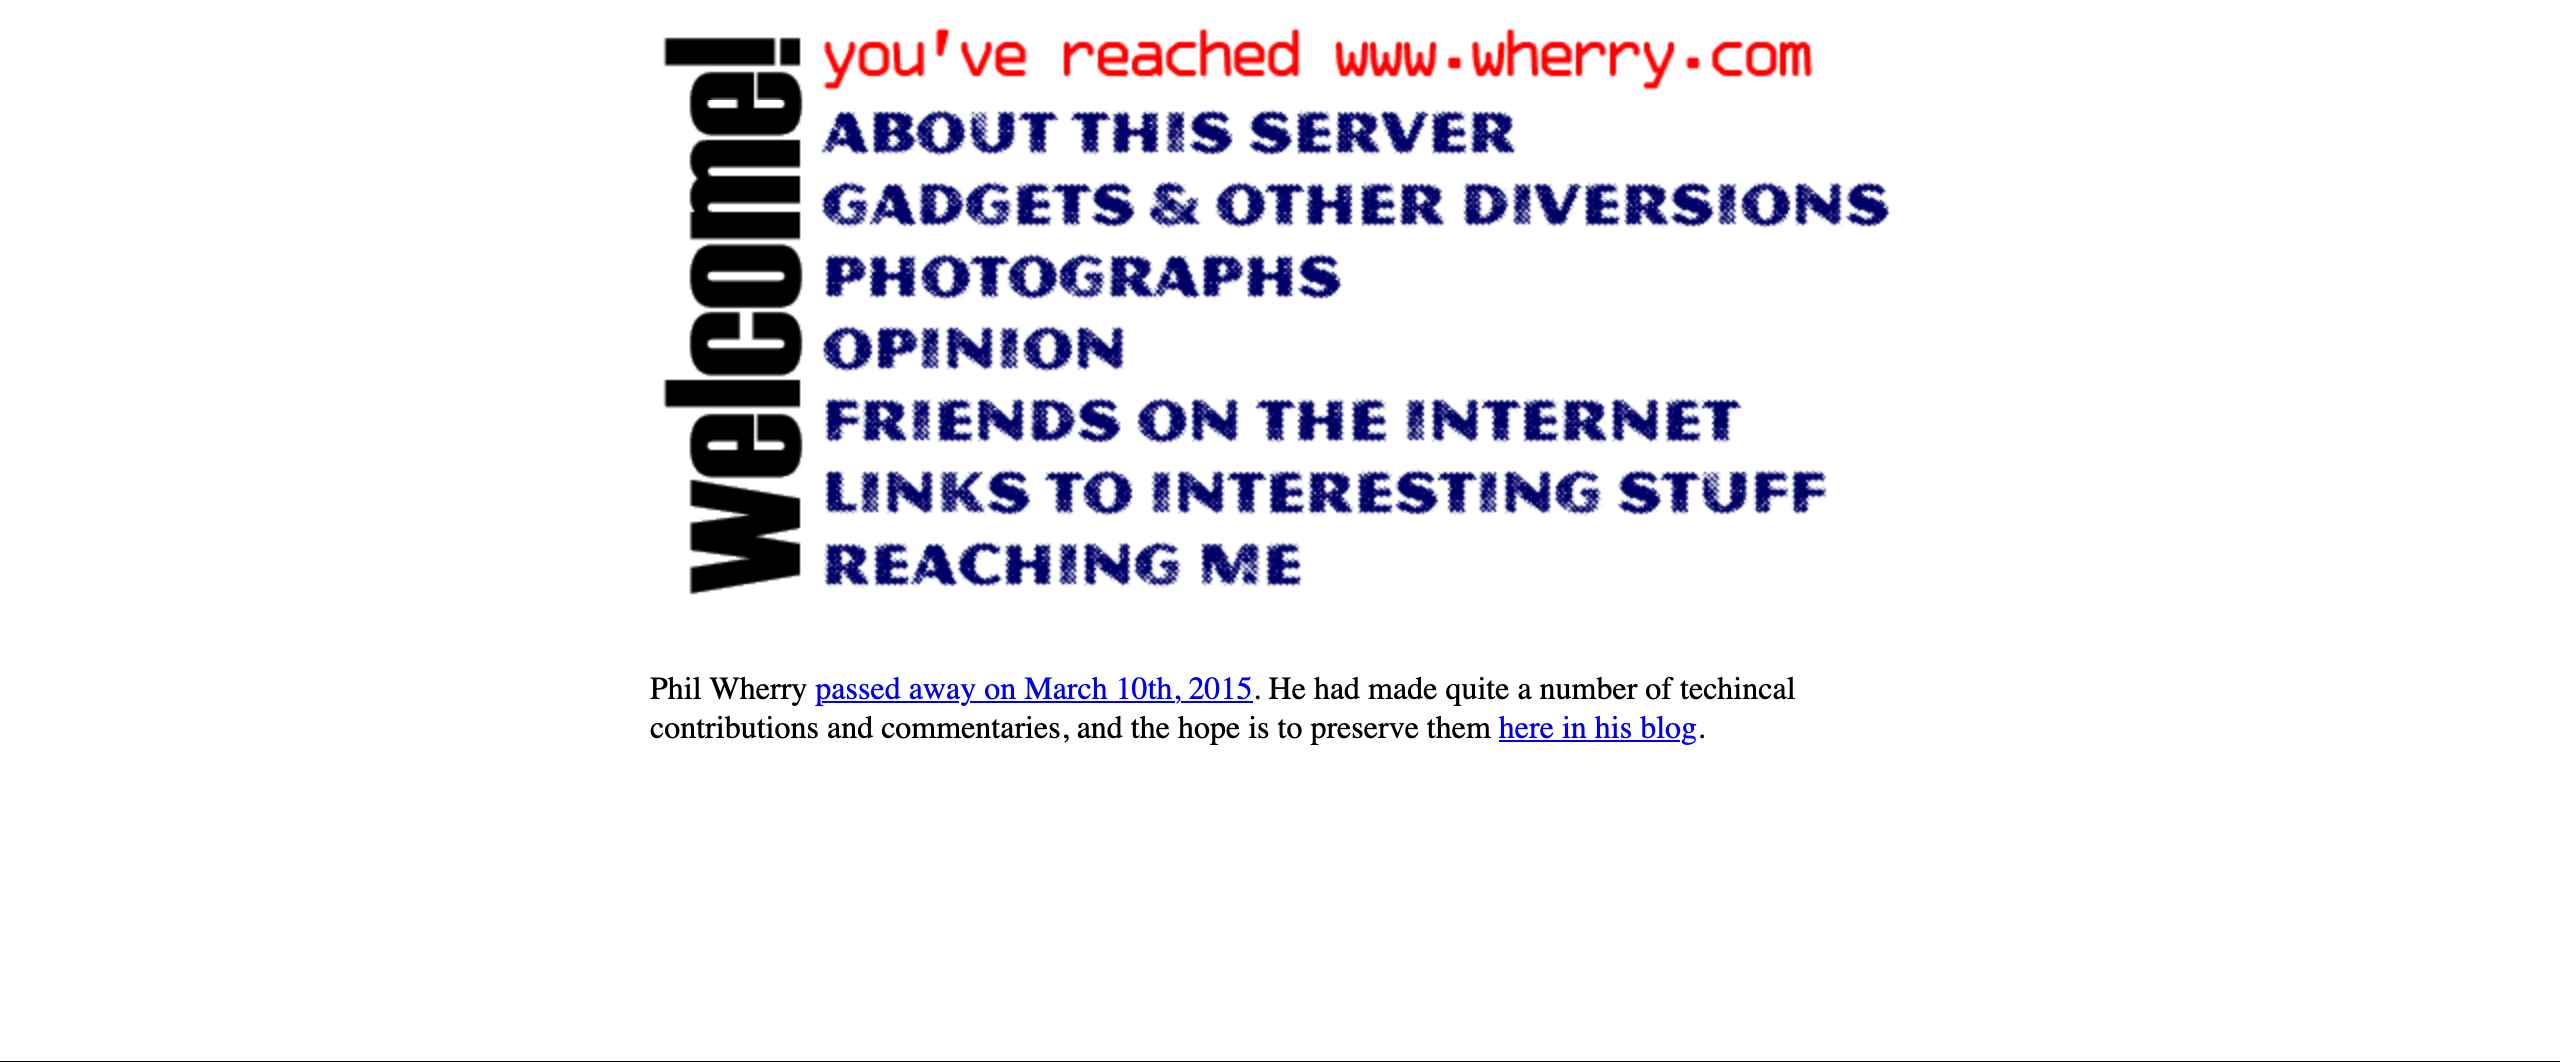 welcome!
you've reached www.wherry.com
ABOUT THIS SERVER
GADGETS & OTHER DIVERSIONS
PHOTOGRAPHS
OPINION
FRIENDS ON THE INTERNET
LINKS TO INTERESTING STUFF
REACHING ME
Phil Wherry passed away on March 10th, 2015. He had made quite a number of techincal
contributions and commentaries, and the hope is to preserve them here in his blog.